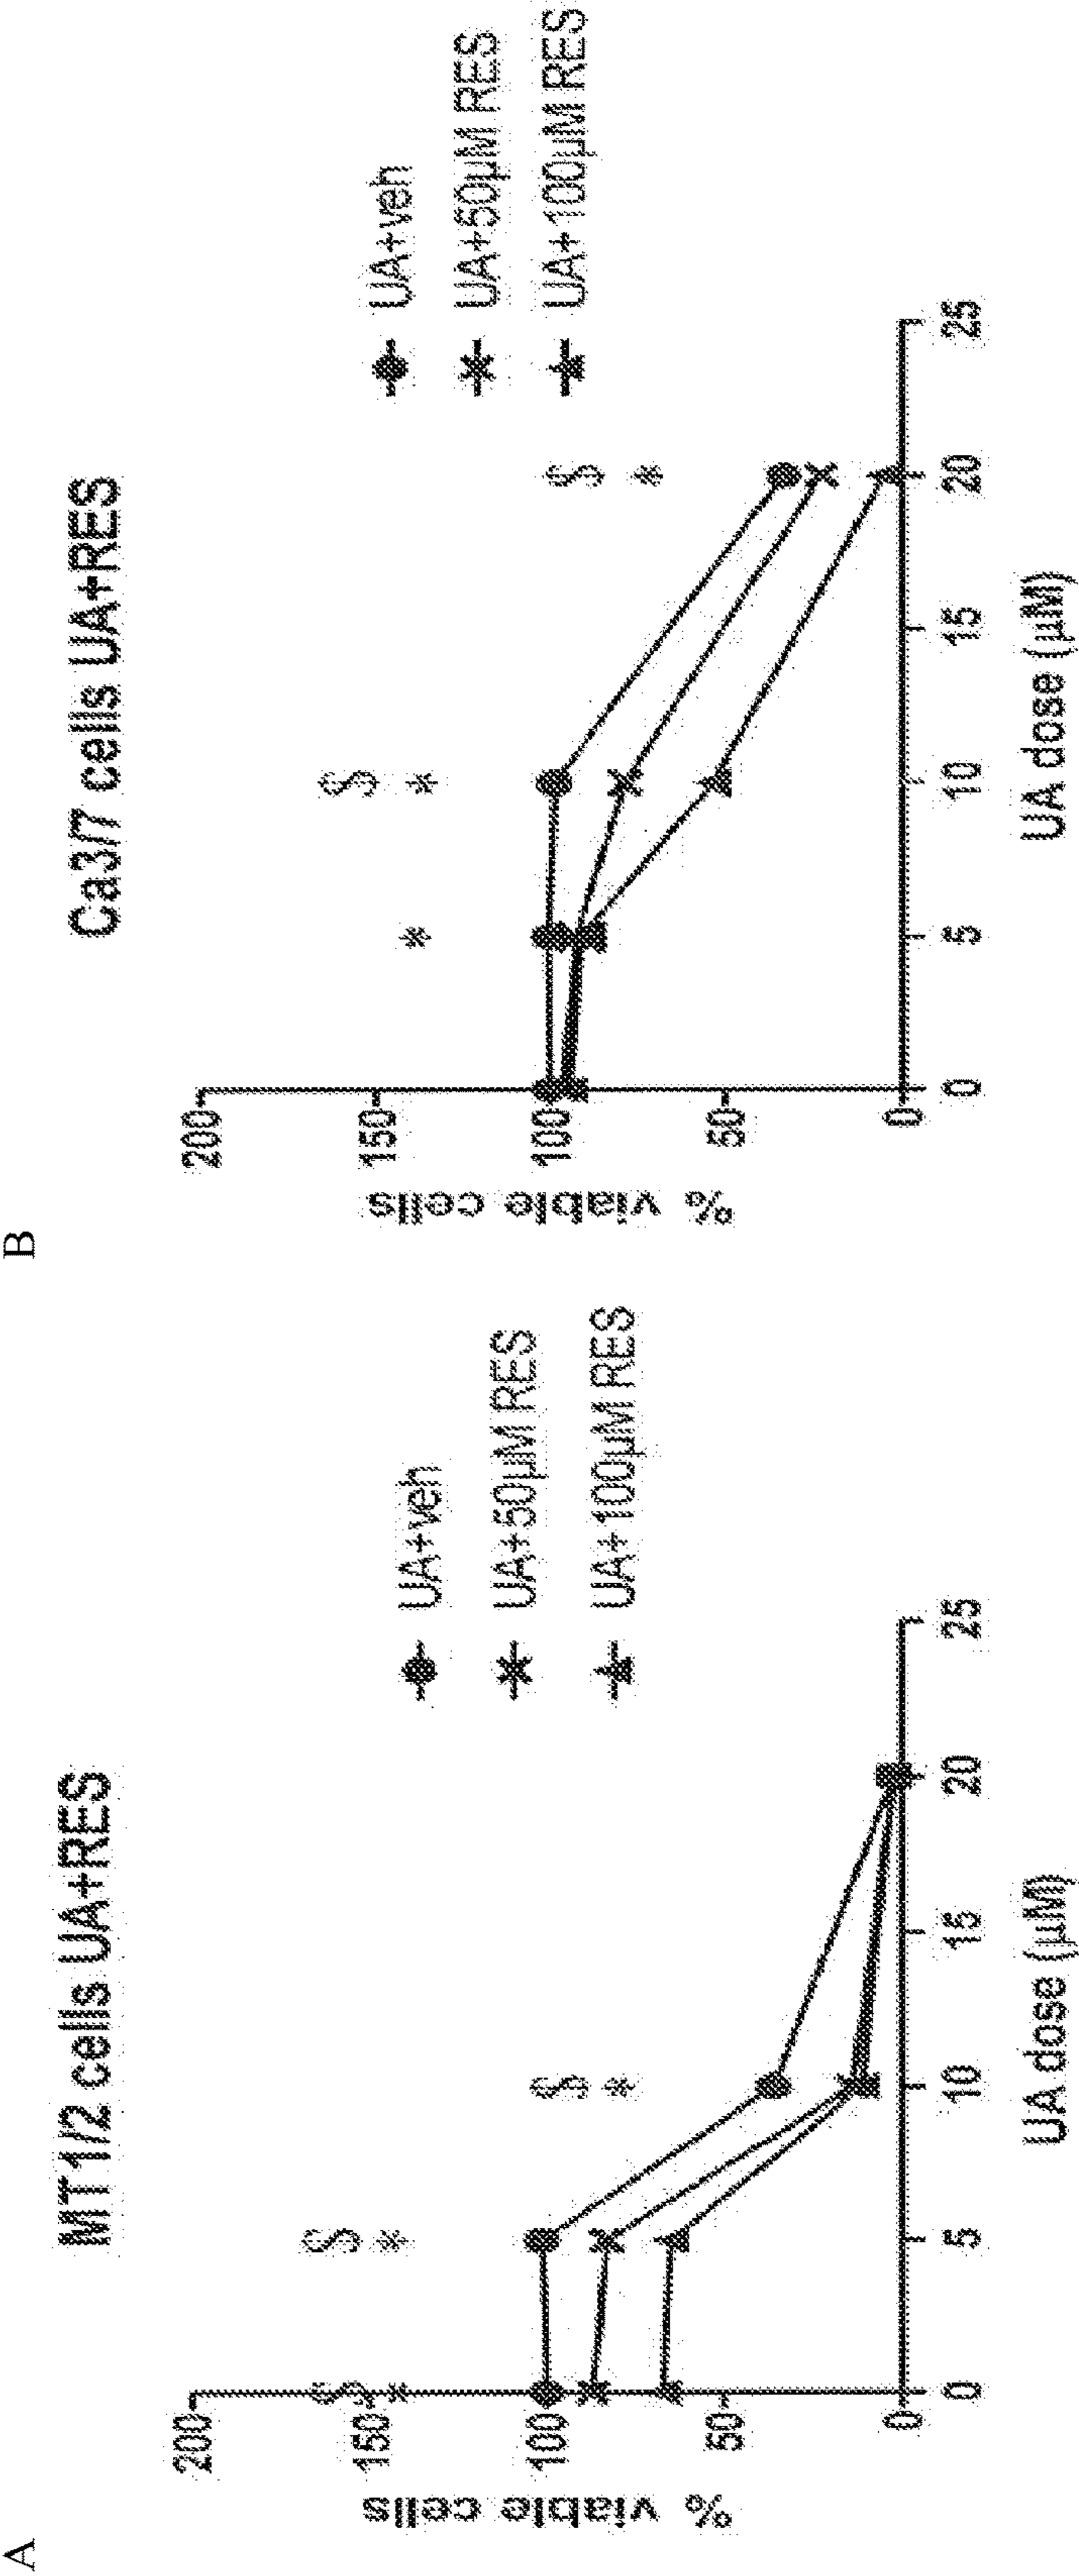 A
MT1/2 cells UA+RES
% viable cells
200
150
100
50
0
$
*
$
*
$
*
UA+veh
UA+50µM RES
UA+100µM RES
0
5
10
15
20
25
UA dose (µM)
B
Ca3/7 cells UA+RES
% viable cells
200
150
100
50
0
*
$
*
$
*
UA+veh
UA+50µM RES
UA+100µM RES
0
5
10
15
20
25
UA dose (µM)